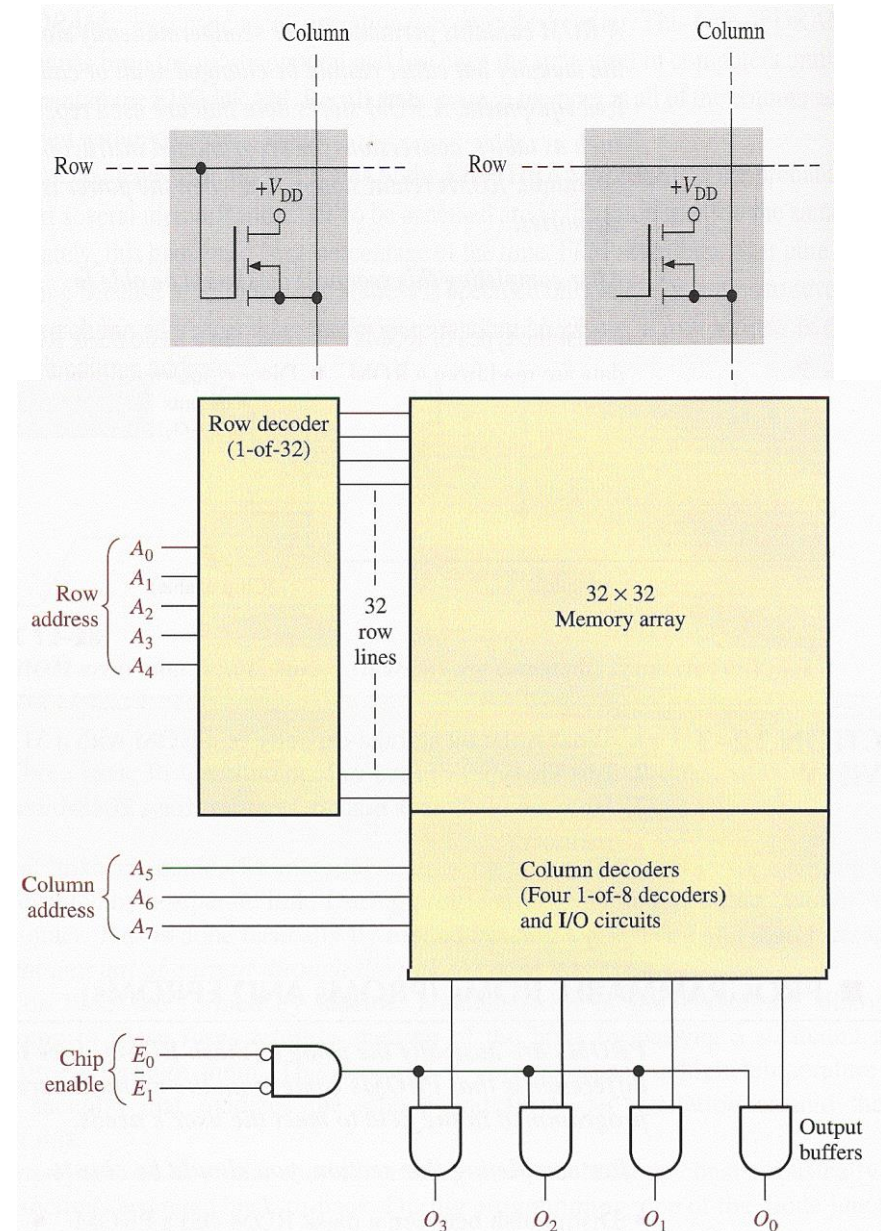 Column
Column
Row
Row
+V_DD
+V_DD
Row decoder
(1-of-32)
A_0
A_1
A_2
A_3
A_4
Row
address
32
row
lines
32 × 32
Memory array
A_5
A_6
A_7
Column
address
Column decoders
(Four 1-of-8 decoders)
and I/O circuits
Chip
enable
E̅_0
E̅_1
Output
buffers
O_3
O_2
O_1
O_0